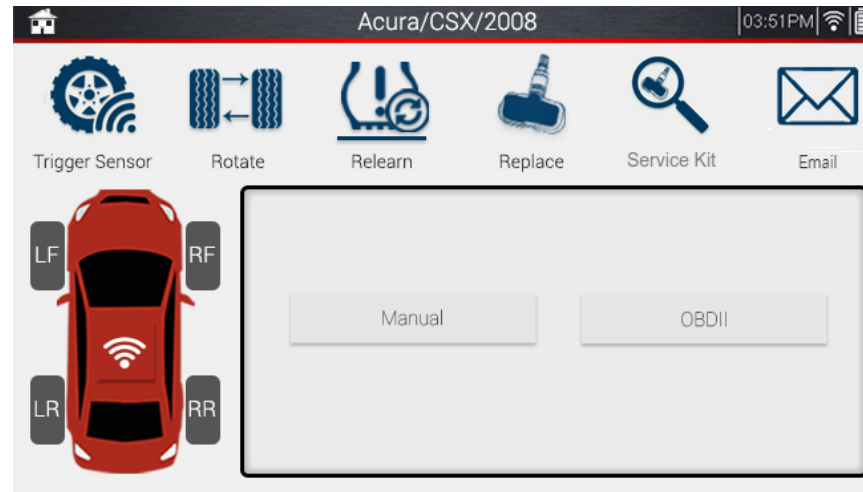 Acura/CSX/2008 03:51PM
Trigger Sensor Rotate Relearn Replace Service Kit Email
LF RF
Manual OBDII
LR RR